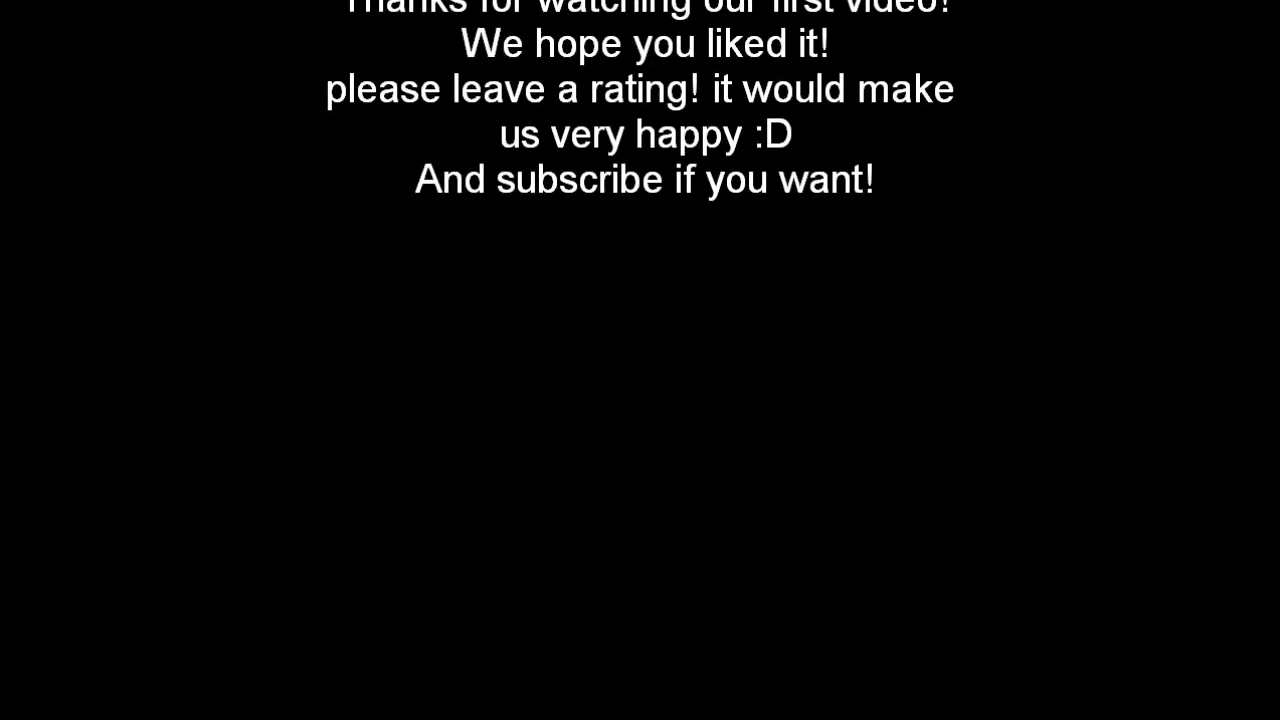 Thanks for watching our first video!
We hope you liked it!
please leave a rating! it would make
us very happy :D
And subscribe if you want!